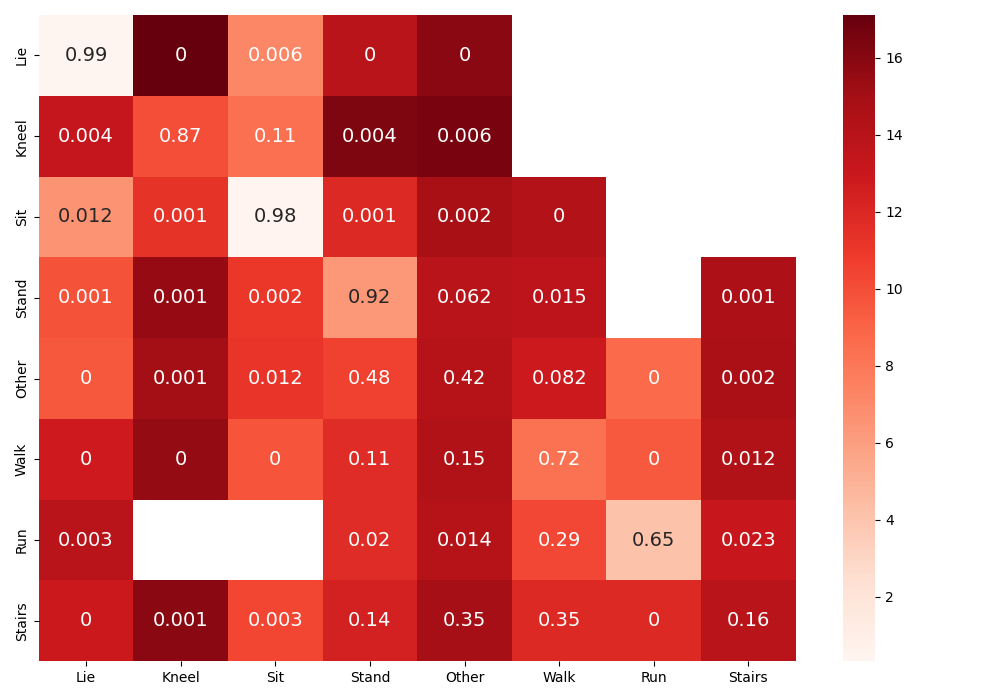 Lie 0.99 0 0.006 0 0
Kneel 0.004 0.87 0.11 0.004 0.006
Sit 0.012 0.001 0.98 0.001 0.002 0
Stand 0.001 0.001 0.002 0.92 0.062 0.015 0.001
Other 0 0.001 0.012 0.48 0.42 0.082 0 0.002
Walk 0 0 0 0.11 0.15 0.72 0 0.012
Run 0.003 0.02 0.014 0.29 0.65 0.023
Stairs 0 0.001 0.003 0.14 0.35 0.35 0 0.16
Lie Kneel Sit Stand Other Walk Run Stairs
16
14
12
10
8
6
4
2